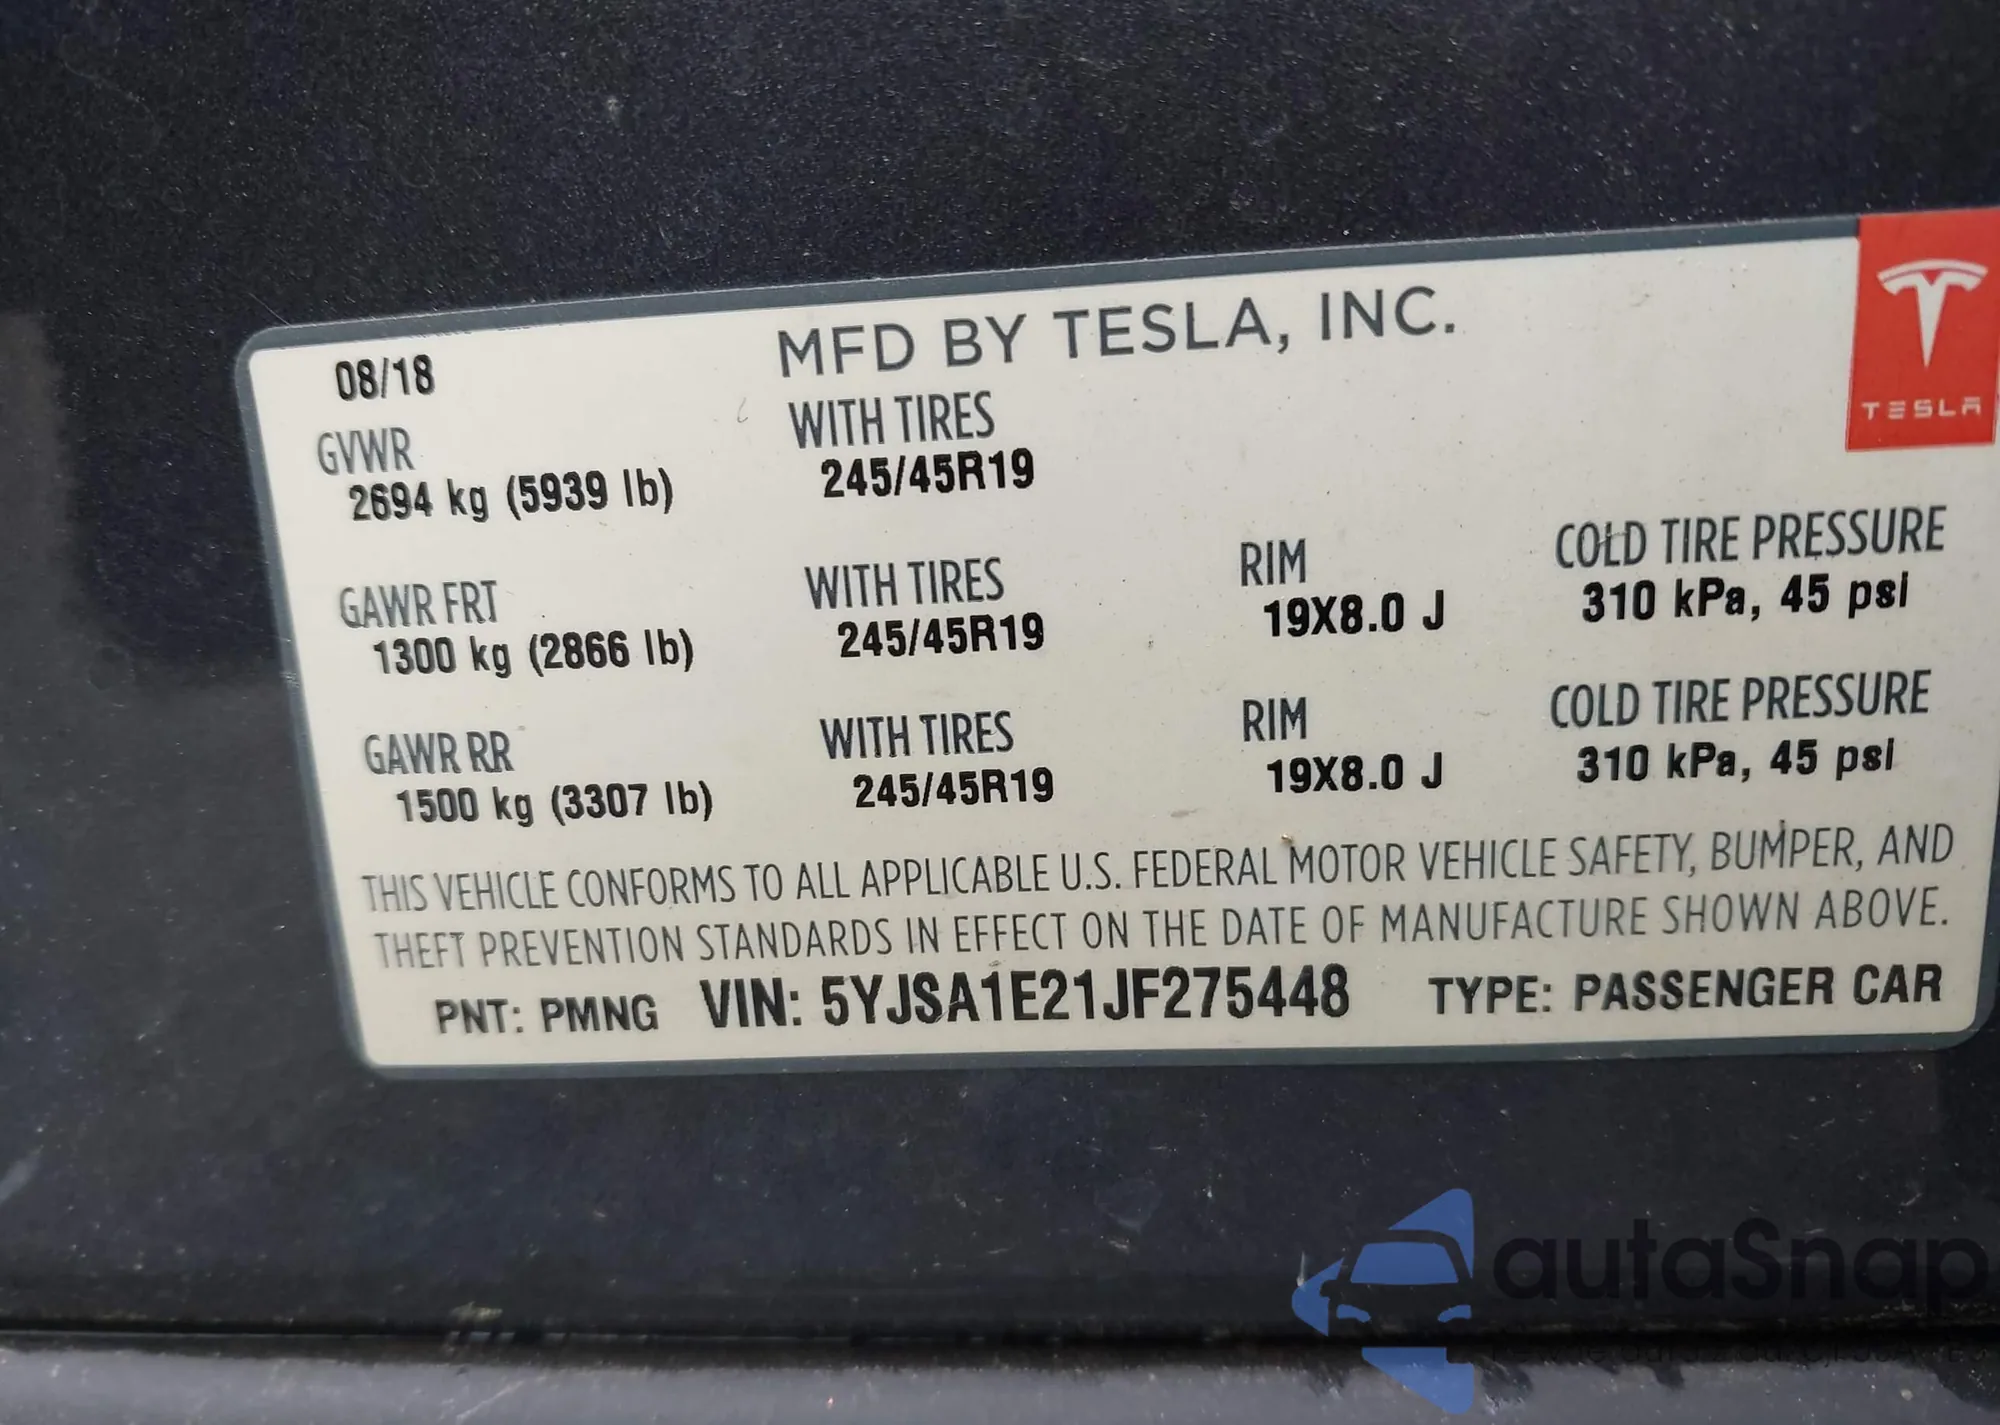 MFD BY TESLA, INC.
TESLA
08/18
GVWR
2694 kg (5939 lb)
WITH TIRES
245/45R19
GAWR FRT
1300 kg (2866 lb)
WITH TIRES
245/45R19
RIM
19X8.0 J
COLD TIRE PRESSURE
310 kPa, 45 psi
GAWR RR
1500 kg (3307 lb)
WITH TIRES
245/45R19
RIM
19X8.0 J
COLD TIRE PRESSURE
310 kPa, 45 psi
THIS VEHICLE CONFORMS TO ALL APPLICABLE U.S. FEDERAL MOTOR VEHICLE SAFETY, BUMPER, AND
THEFT PREVENTION STANDARDS IN EFFECT ON THE DATE OF MANUFACTURE SHOWN ABOVE.
PNT: PMNG VIN: 5YJSA1E21JF275448 TYPE: PASSENGER CAR
autaSnap